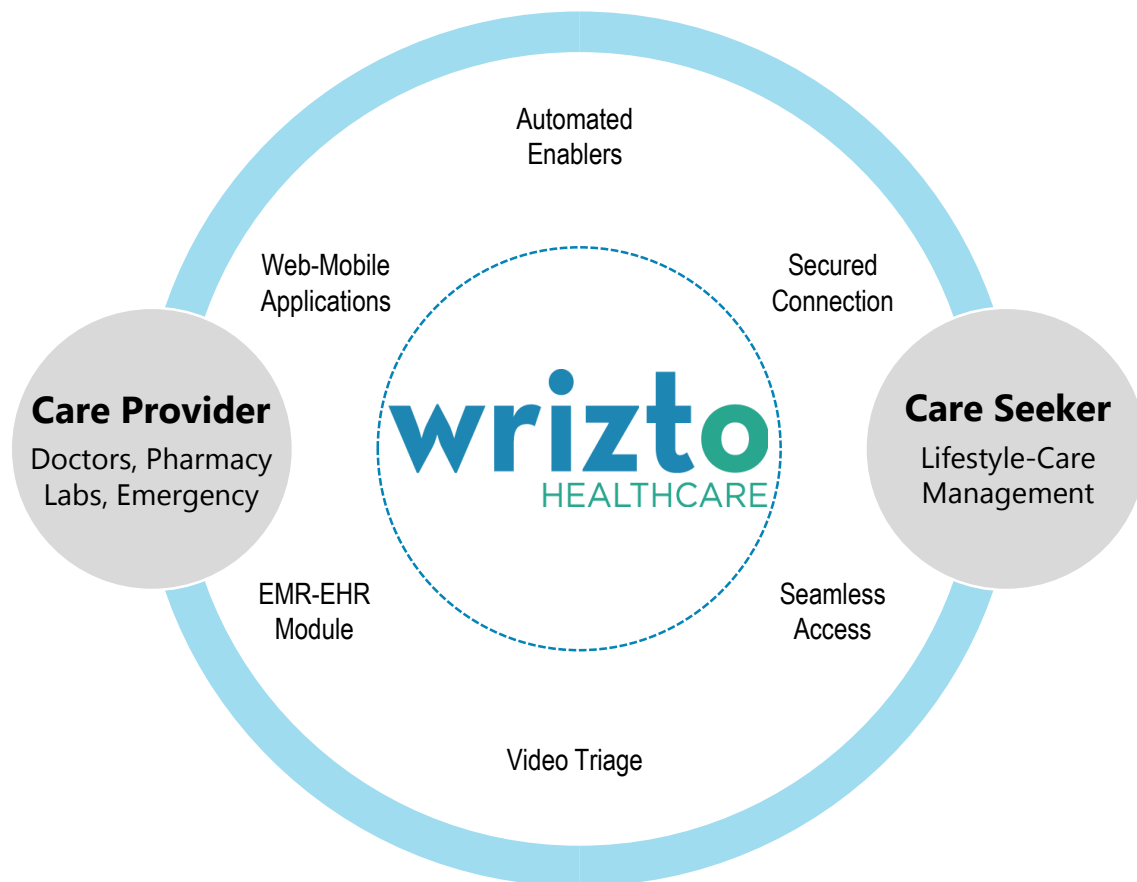 Automated
Enablers
Web-Mobile
Applications
Secured
Connection
Care Provider
Doctors, Pharmacy
Labs, Emergency
wrizto
HEALTHCARE
Care Seeker
Lifestyle-Care
Management
EMR-EHR
Module
Seamless
Access
Video Triage